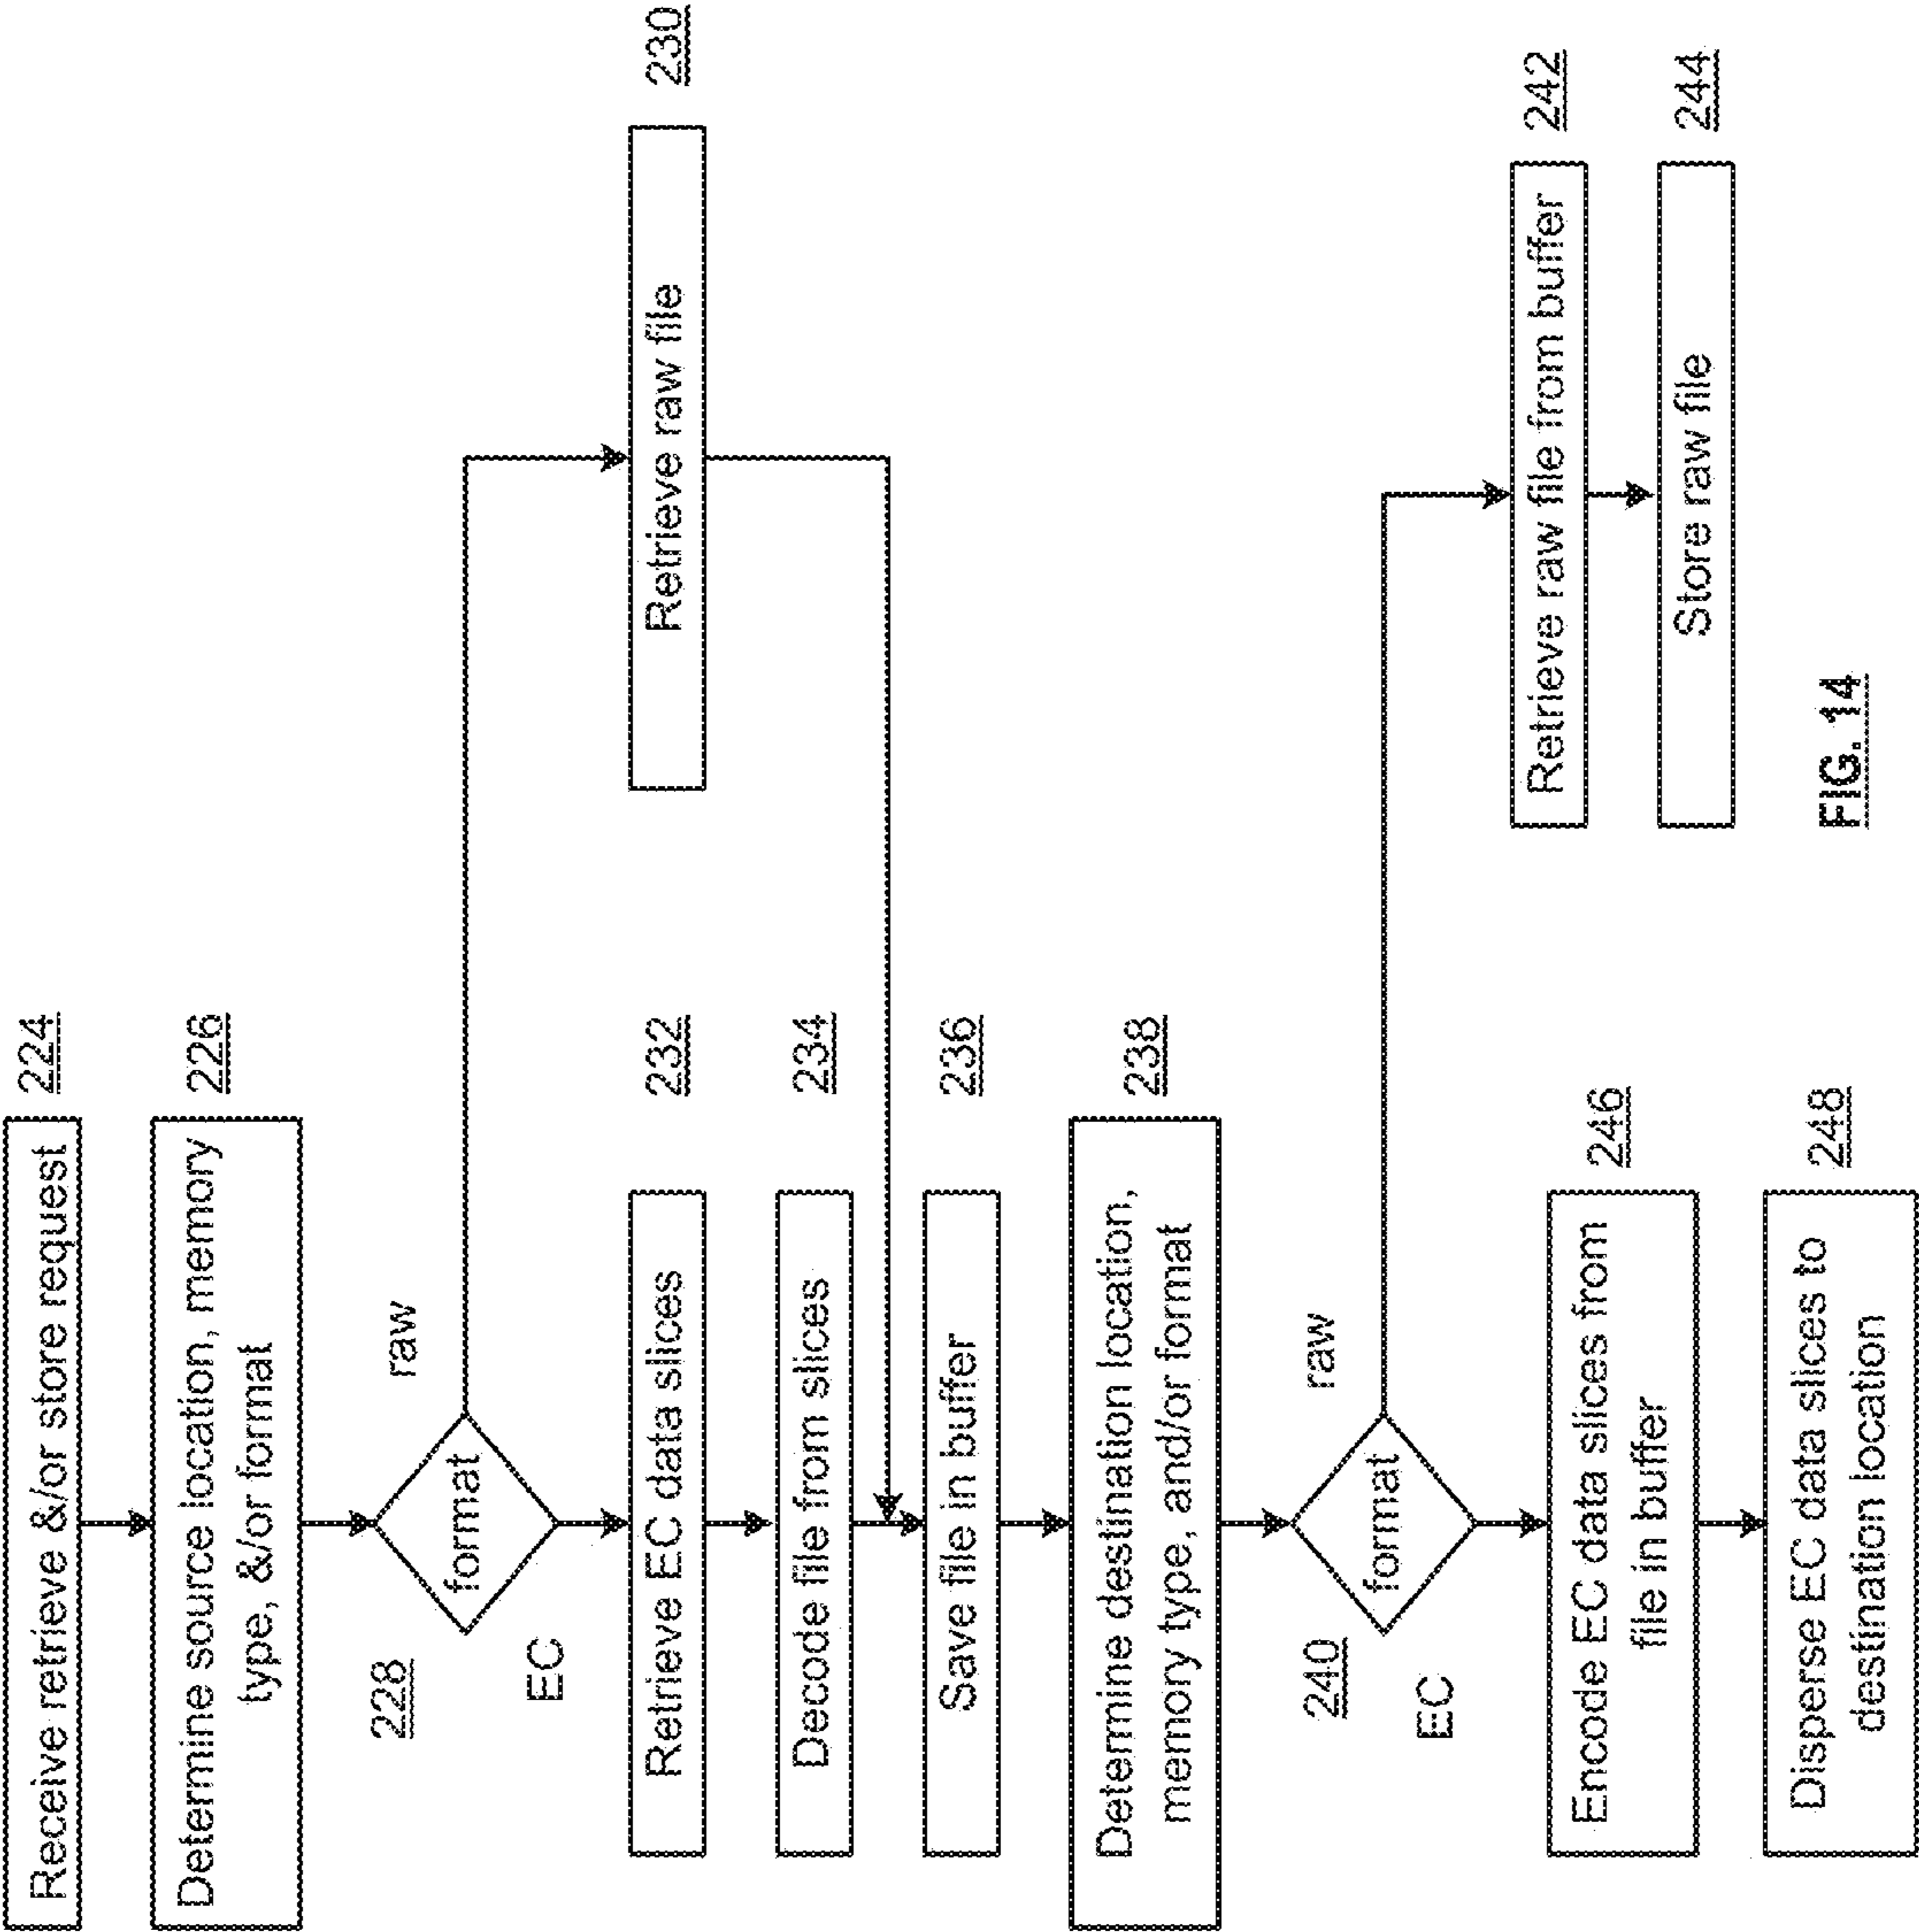 Receive retrieve &/or store request
224
Determine source location, memory
type, &/or format
226
228
format
raw
EC
Retrieve raw file
230
Retrieve EC data slices
232
Decode file from slices
234
Save file in buffer
236
Determine destination location,
memory type, and/or format
238
240
format
raw
EC
Retrieve raw file from buffer
242
Store raw file
244
Encode EC data slices from
file in buffer
246
Disperse EC data slices to
destination location
248
FIG. 14